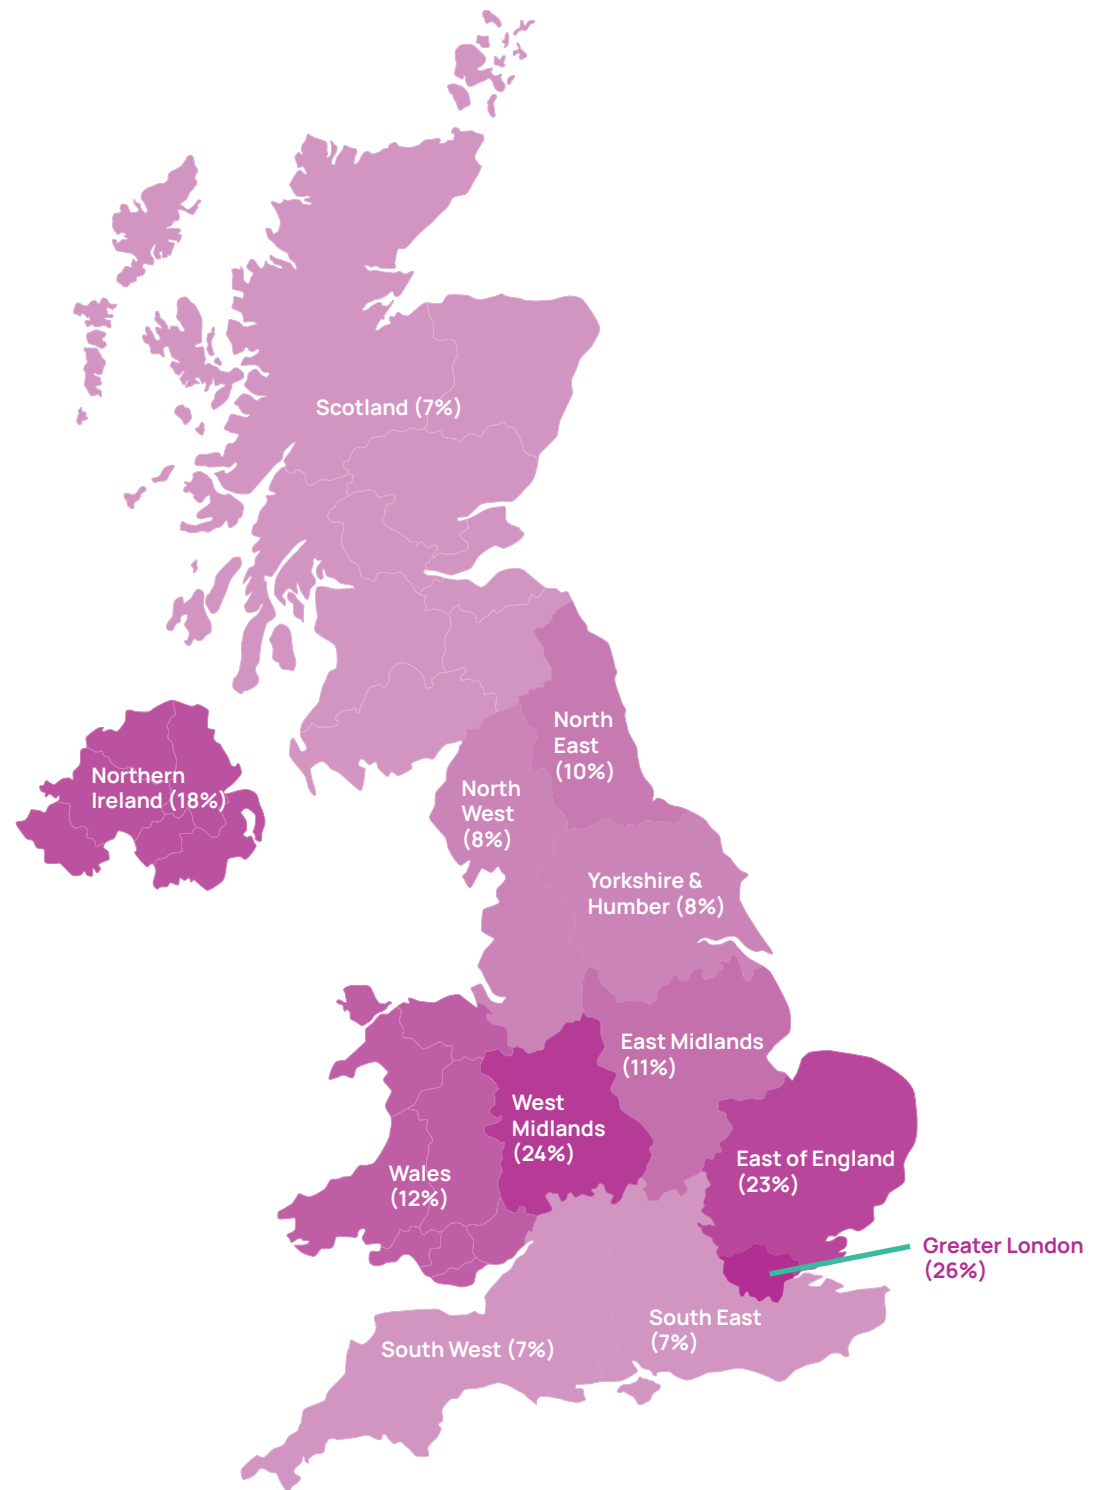 Scotland (7%)
North
East
(10%)
Northern
Ireland (18%)
North
West
(8%)
Yorkshire &
Humber (8%)
East Midlands
(11%)
West
Midlands
(24%)
Wales
(12%)
East of England
(23%)
Greater London
(26%)
South East
(7%)
South West (7%)